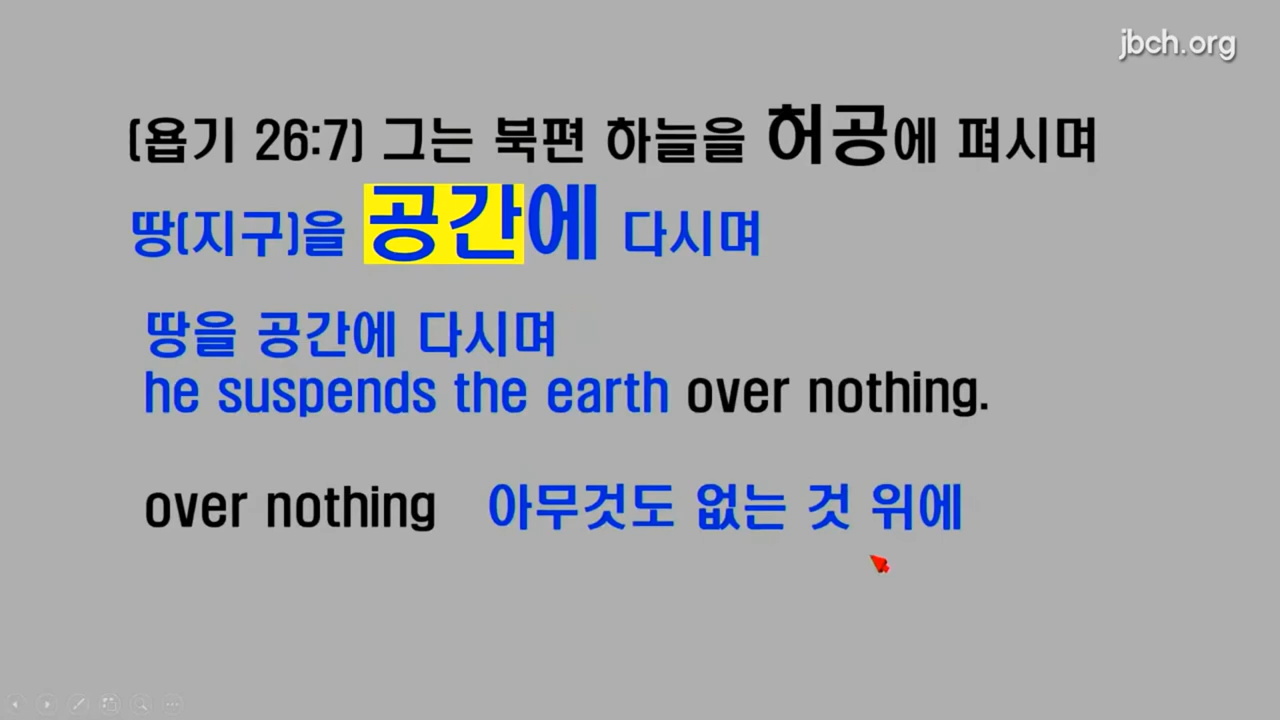 jbch.org
(욥기 26:7) 그는 북편 하늘을 허공에 펴시며
땅(지구)을 공간에 다시며
땅을 공간에 다시며
he suspends the earth over nothing.
over nothing 아무것도 없는 것 위에